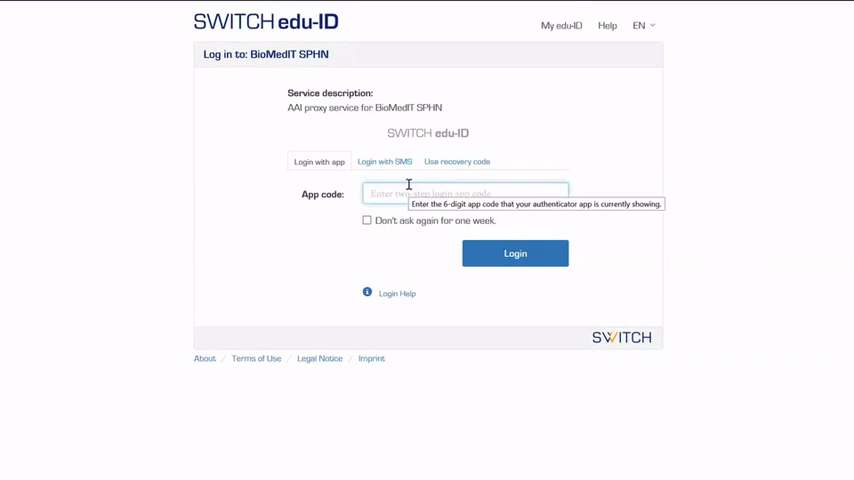 SWITCH edu-ID
My edu-ID Help EN
Log in to: BioMedIT SPHN
Service description:
AAI proxy service for BioMedIT SPHN
SWITCH edu-ID
Login with app Login with SMS Use recovery code
App code: Enter two-step login app code
Enter the 6-digit app code that your authenticator app is currently showing.
Don't ask again for one week.
Login
Login Help
SWITCH
About / Terms of Use / Legal Notice / Imprint